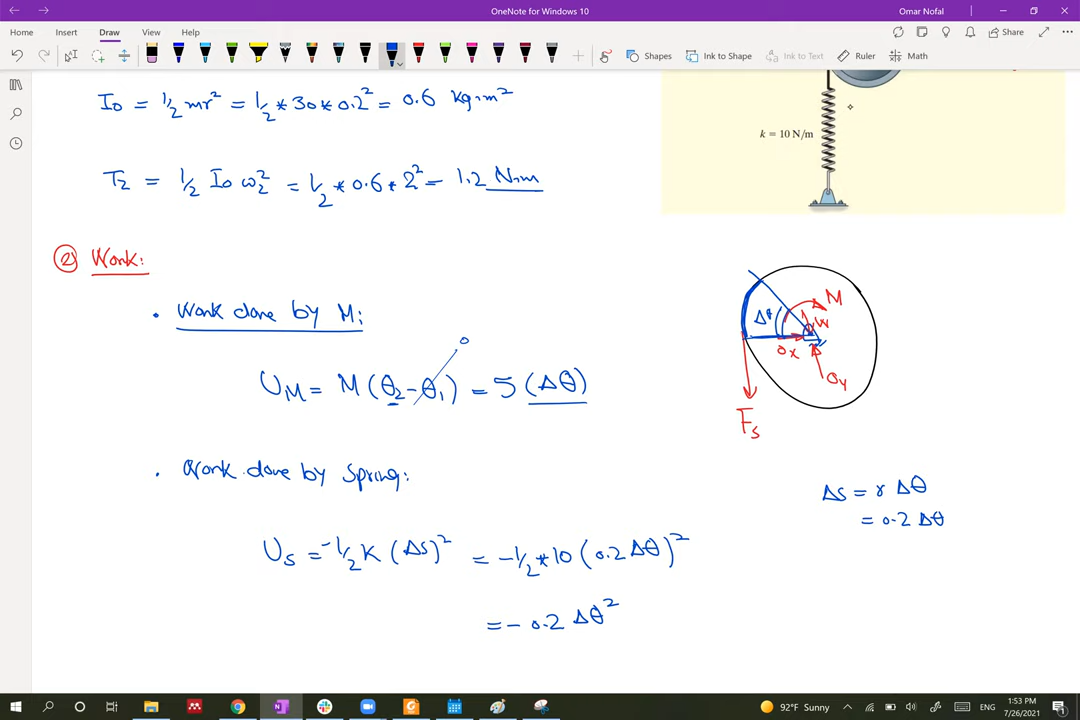 OneNote for Windows 10
Omar Nofal
Home
Insert
Draw
View
Help
Share
Shapes
Ink to Shape
Ink to Text
Ruler
Math
I0 = 1/2 mr² = 1/2 * 30 * 0.2² = 0.6 kg.m²
T2 = 1/2 I0 ω2² = 1/2 * 0.6 * 2² = 1.2 N.m
k = 10 N/m
② Work:
• Work done by M:
UM = M(θ2 - θ1) = 5 (Δθ)
0
M
Δθ
W
Ox
Oy
Fs
• Work done by Spring:
Δs = r Δθ
= 0.2 Δθ
Us = -1/2 K (Δs)² = -1/2 * 10 (0.2 Δθ)²
= - 0.2 Δθ²
92°F Sunny
ENG
1:53 PM
7/26/2021